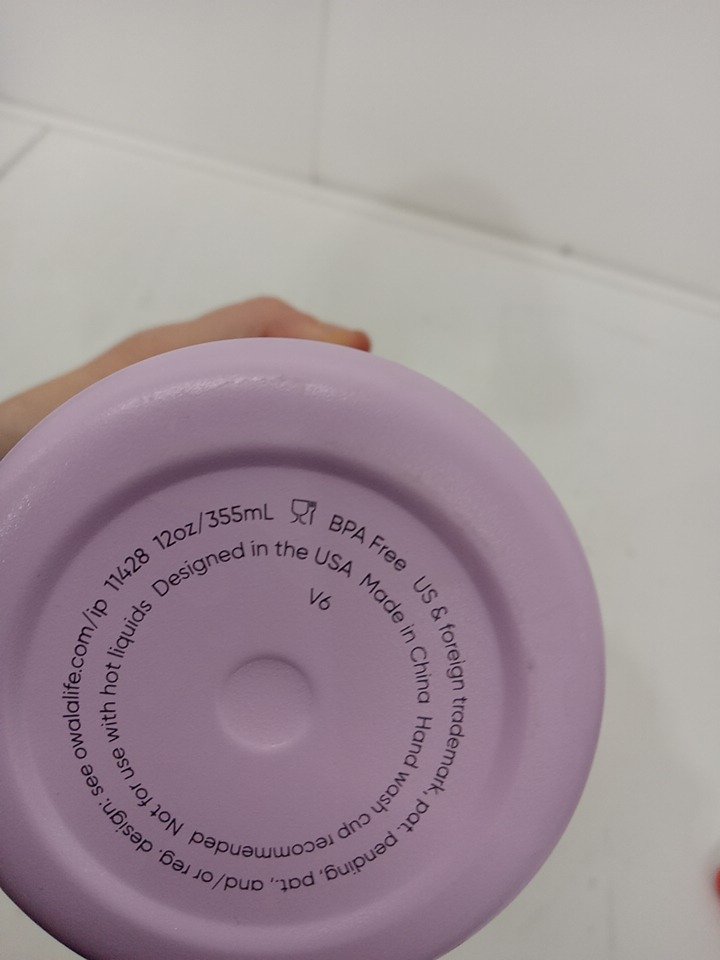 11428 12oz/355mL BPA Free US & foreign trademark, pat. pending, pat., and/or reg. design: see owalalife.com/ip
Designed in the USA Made in China Hand wash cup recommended Not for use with hot liquids
V6